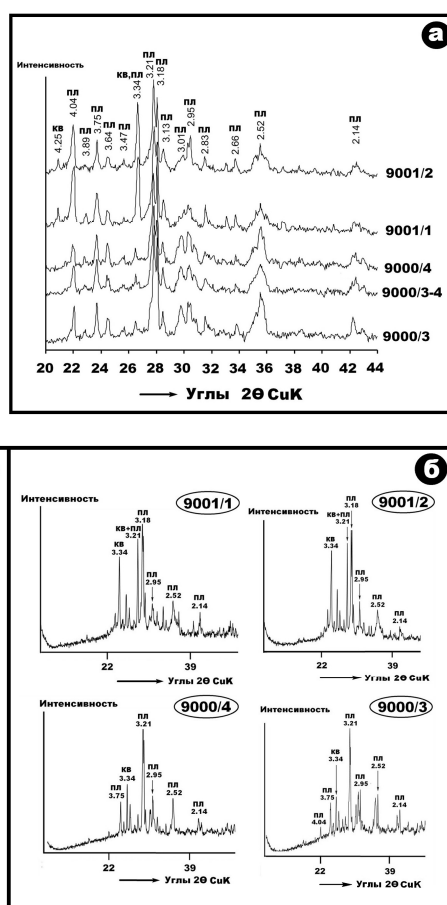 а
Интенсивность
кв 4.25
пл 4.04
пл 3.89
пл 3.75
пл 3.64
пл 3.47
кв,пл 3.34
пл 3.21
пл 3.18
пл 3.13
пл 3.01
пл 2.95
пл 2.83
пл 2.66
пл 2.52
пл 2.14
9001/2
9001/1
9000/4
9000/3-4
9000/3
20 22 24 26 28 30 32 34 36 38 40 42 44
Углы 2Θ CuK
б
Интенсивность
9001/1
пл
3.18
кв+пл
3.21
кв
3.34
пл
2.95
пл
2.52
пл
2.14
22 39
Углы 2Θ CuK
Интенсивность
9001/2
пл
3.18
кв+пл
3.21
кв
3.34
пл
2.95
пл
2.52
пл
2.14
22 39
Углы 2Θ CuK
Интенсивность
9000/4
пл
3.21
кв
3.34
пл
3.75
пл
2.95
пл
2.52
пл
2.14
22 39
Углы 2Θ CuK
Интенсивность
9000/3
пл
3.21
кв
3.34
пл
3.75
пл
4.04
пл
2.95
пл
2.52
пл
2.14
22 39
Углы 2Θ CuK